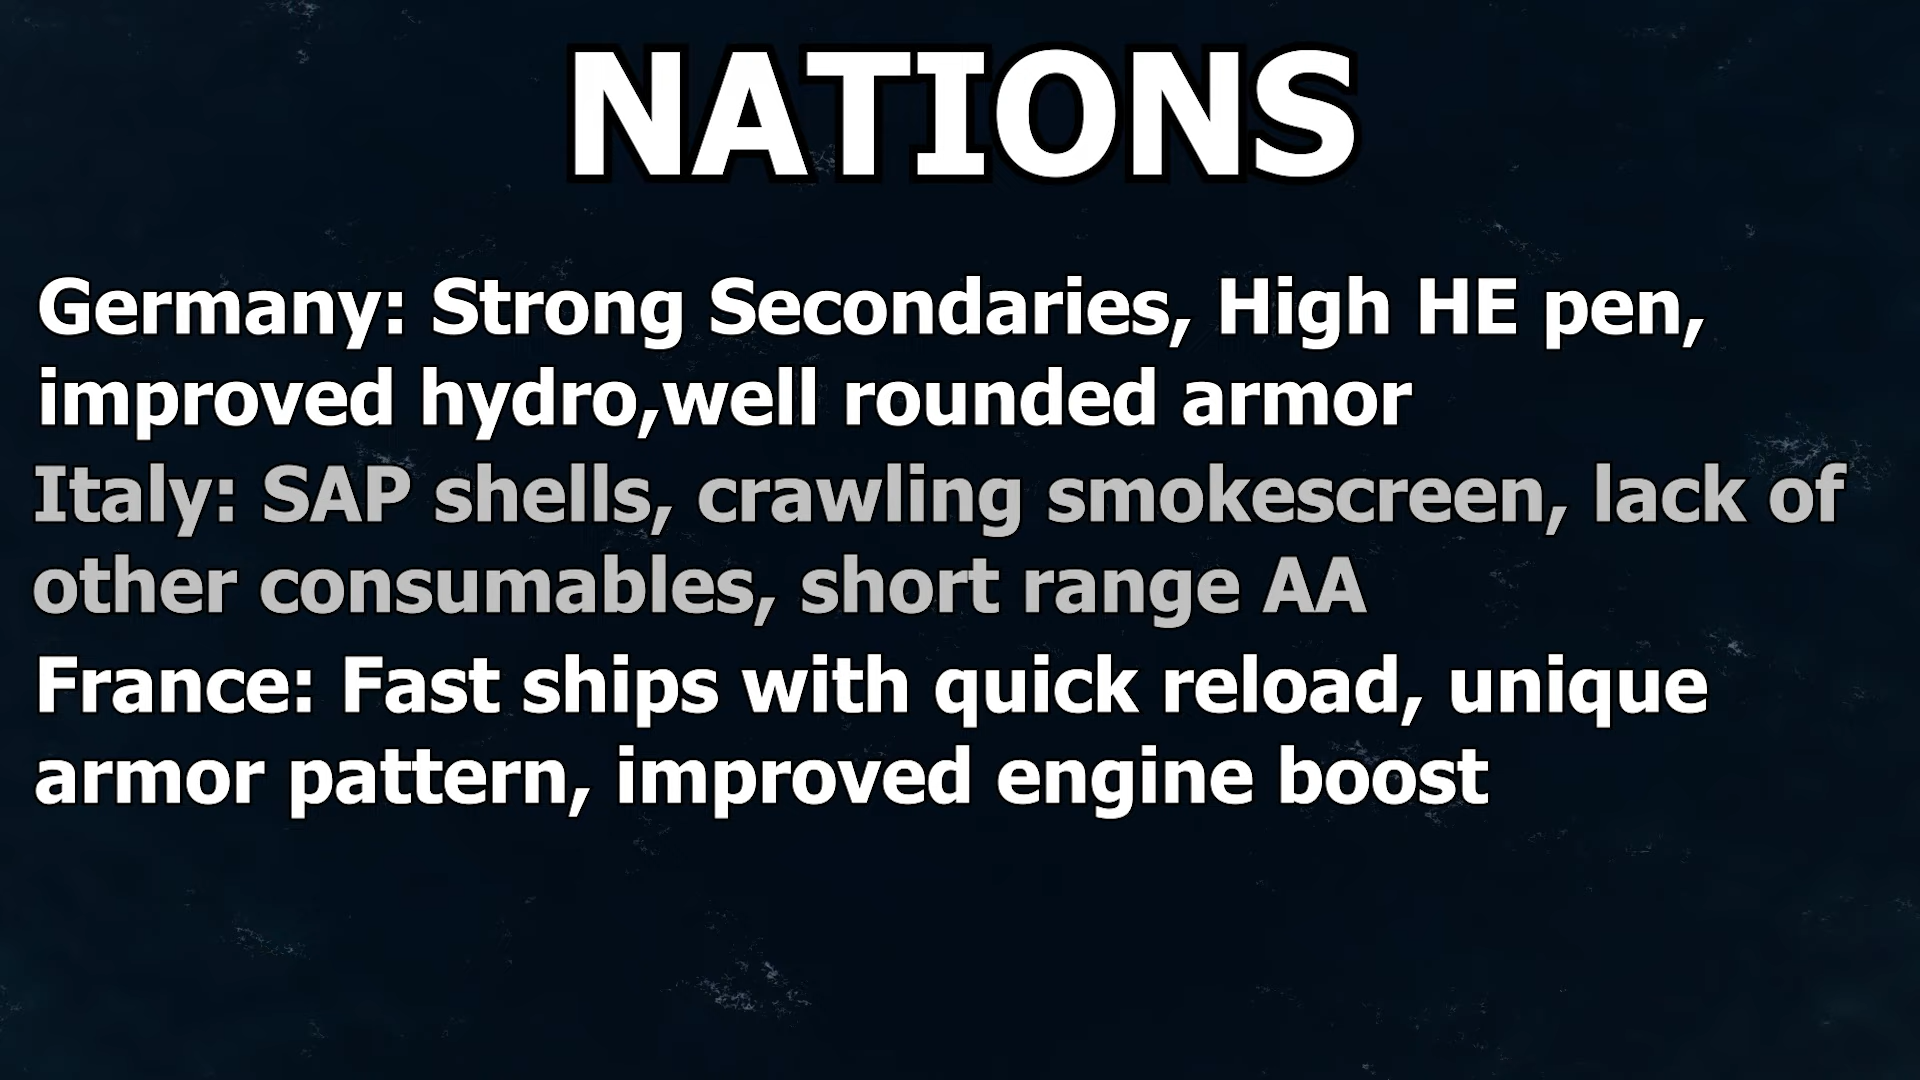 NATIONS
Germany: Strong Secondaries, High HE pen,
improved hydro,well rounded armor
Italy: SAP shells, crawling smokescreen, lack of
other consumables, short range AA
France: Fast ships with quick reload, unique
armor pattern, improved engine boost